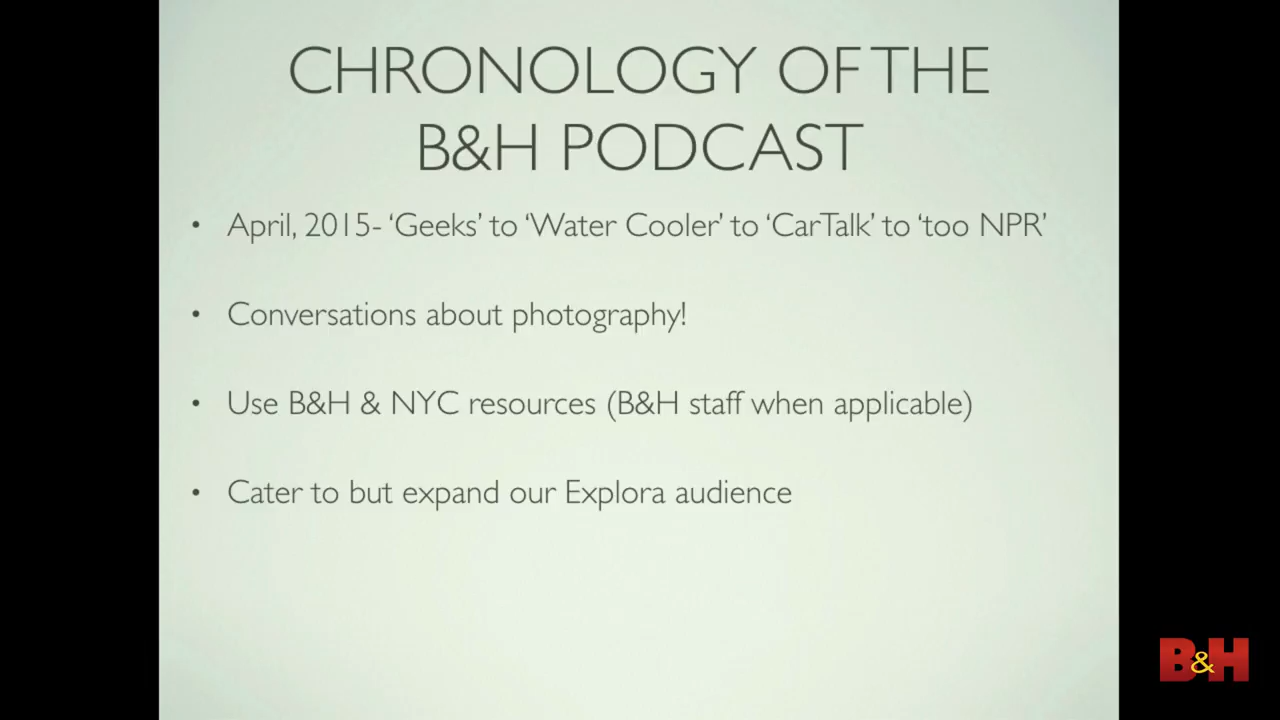 CHRONOLOGY OF THE
B&H PODCAST
• April, 2015- ‘Geeks’ to ‘Water Cooler’ to ‘CarTalk’ to ‘too NPR’
• Conversations about photography!
• Use B&H & NYC resources (B&H staff when applicable)
• Cater to but expand our Explora audience
B&H